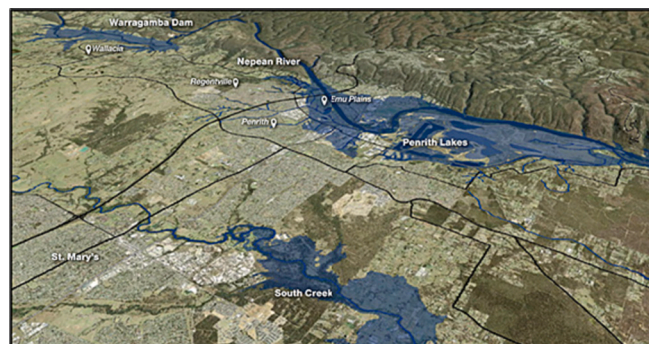 Warragamba Dam
Wallacia
Nepean River
Regentville
Emu Plains
Penrith
Penrith Lakes
St. Mary's
South Creek